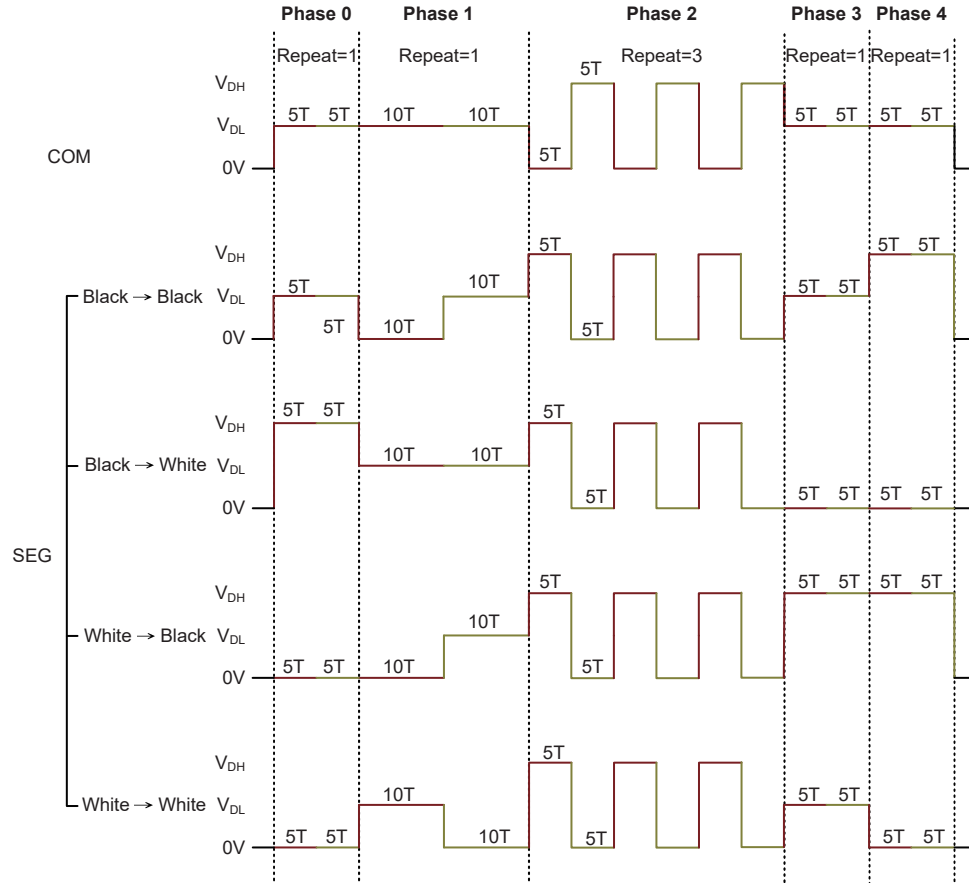 Phase 0 Phase 1 Phase 2 Phase 3 Phase 4
Repeat=1 Repeat=1 Repeat=3 Repeat=1 Repeat=1
5T
VDH
5T 5T 10T 10T 5T 5T 5T 5T
VDL
COM
5T
0V
5T 5T 5T
VDH
5T 10T 5T 5T
Black → Black VDL
5T 10T 5T
0V
5T 5T 5T
VDH
10T 10T
Black → White VDL
5T 5T 5T 5T 5T
0V
SEG
5T 5T 5T 5T 5T
VDH
10T
White → Black VDL
5T 5T 10T 5T
0V
5T
VDH
10T 5T 5T
White → White VDL
5T 5T 10T 5T 5T 5T
0V